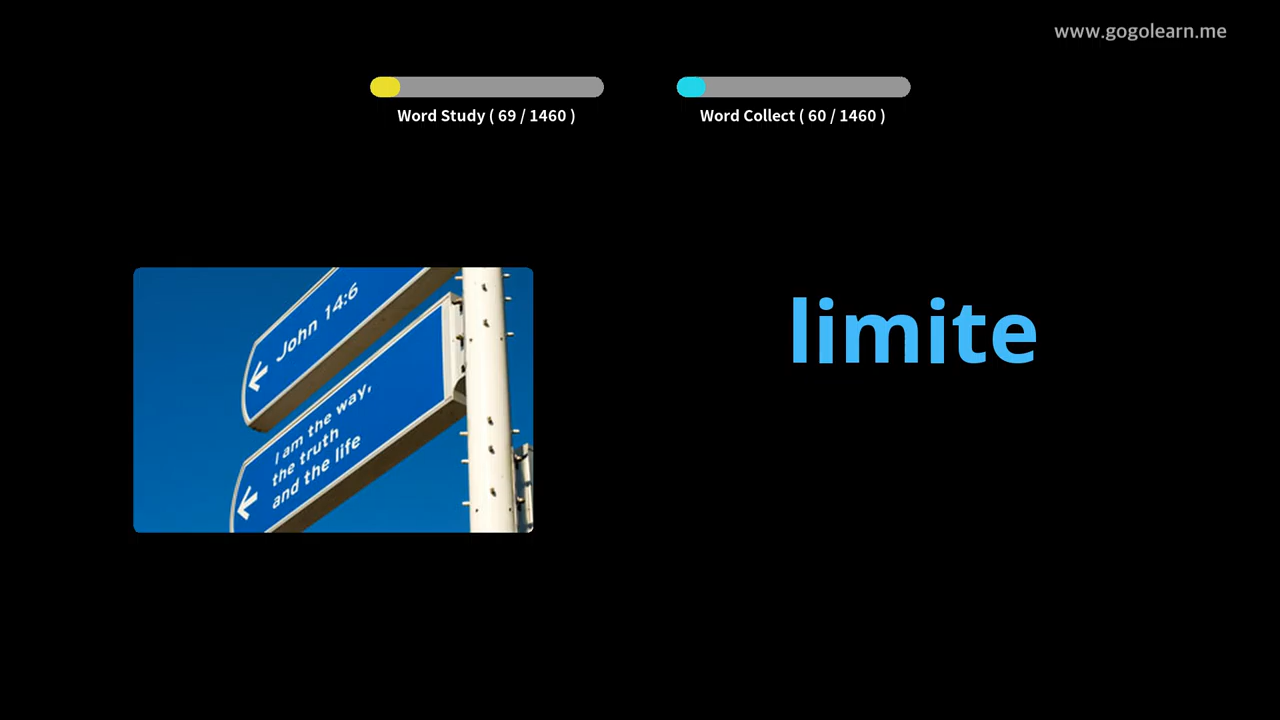 www.gogolearn.me
Word Study ( 69 / 1460 )
Word Collect ( 60 / 1460 )
John 14:6
I am the way,
the truth
and the life
limite